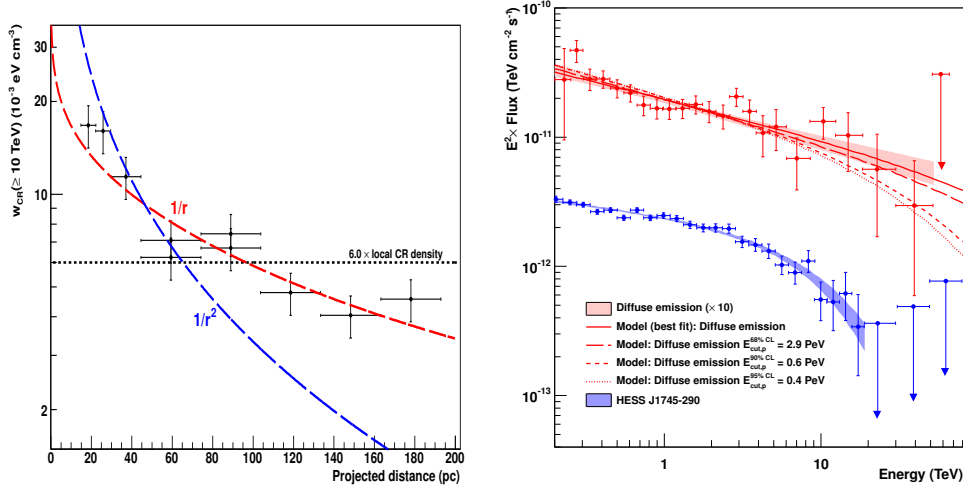 w_CR(≥ 10 TeV) (10^-3 eV cm^-3)
30
20
10
2
1/r
1/r^2
6.0 × local CR density
0 20 40 60 80 100 120 140 160 180 200
Projected distance (pc)
E^2× Flux (TeV cm^-2 s^-1)
10^-10
10^-11
10^-12
10^-13
Diffuse emission (× 10)
Model (best fit): Diffuse emission
Model: Diffuse emission E_cut,p^68% CL = 2.9 PeV
Model: Diffuse emission E_cut,p^90% CL = 0.6 PeV
Model: Diffuse emission E_cut,p^95% CL = 0.4 PeV
HESS J1745-290
1 10
Energy (TeV)